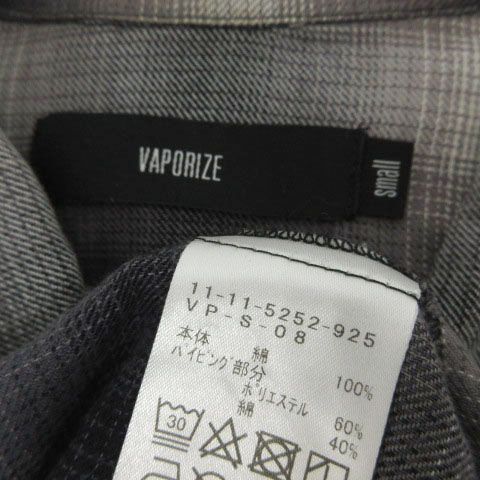 VAPORIZE
small
11-11-5252-925
VP-S-08
本体 綿 100%
パイピング部分
ポリエステル 60%
綿 40%
30